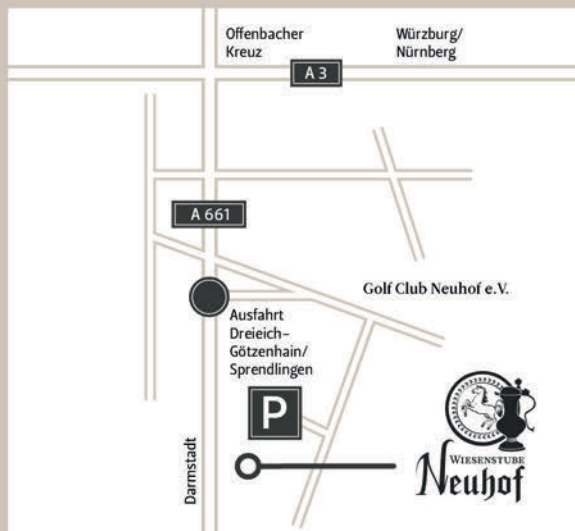 Offenbacher
Kreuz
Würzburg/
Nürnberg
A 3
A 661
Golf Club Neuhof e.V.
Ausfahrt
Dreieich–
Götzenhain/
Sprendlingen
P
Darmstadt
WIESENSTUBE
Neuhof